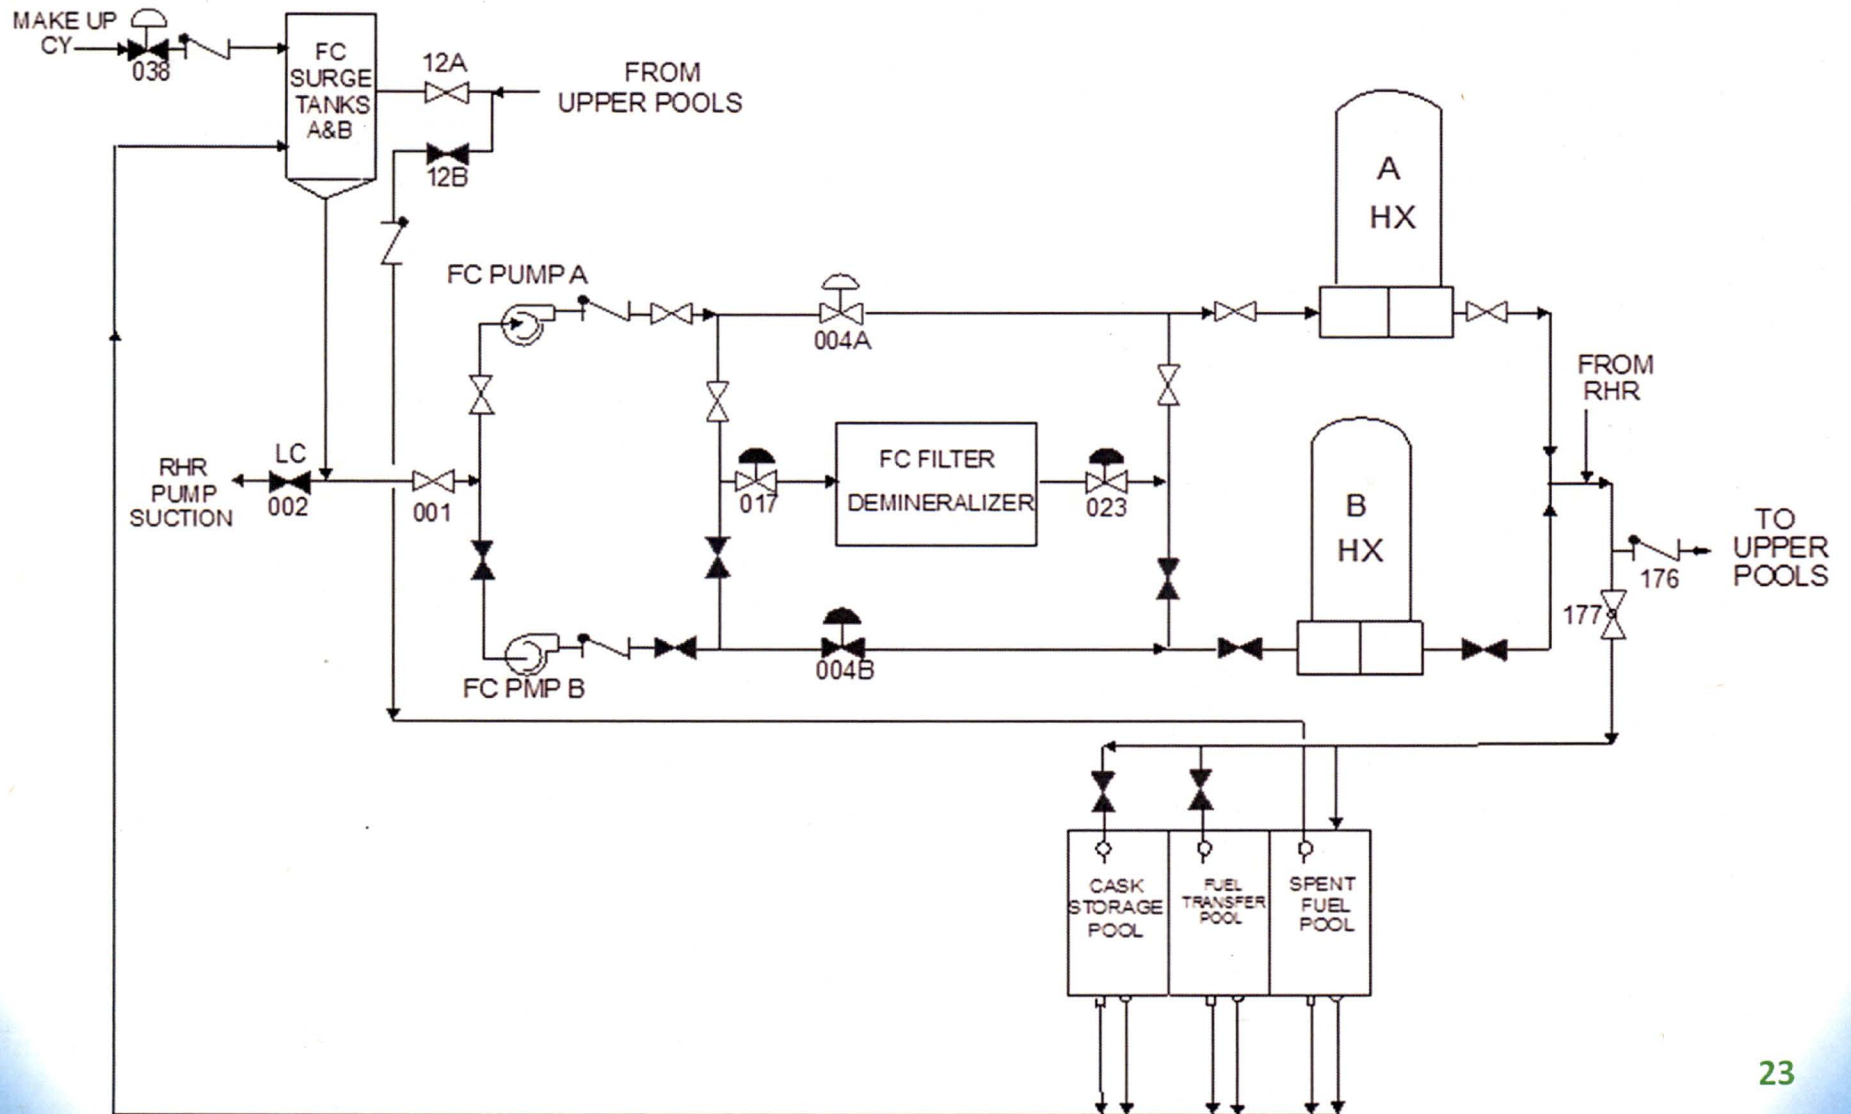 MAKE UP
CY
038
FC
SURGE
TANKS
A&B
12A
12B
FROM
UPPER POOLS
FC PUMP A
004A
A
HX
FROM
RHR
LC
RHR
PUMP
SUCTION
002
001
017
FC FILTER
DEMINERALIZER
023
B
HX
TO
UPPER
POOLS
176
177
FC PMP B
004B
CASK
STORAGE
POOL
FUEL
TRANSFER
POOL
SPENT
FUEL
POOL
23